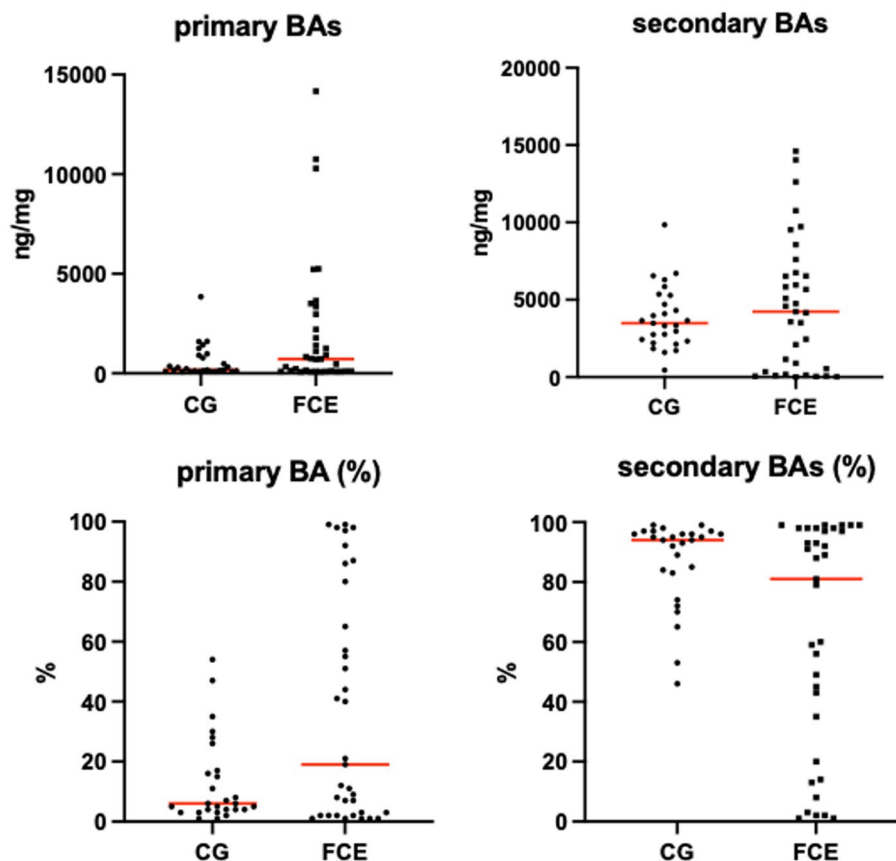 primary BAs
15000
10000
5000
0
ng/mg
CG FCE
secondary BAs
20000
15000
10000
5000
0
ng/mg
CG FCE
primary BA (%)
100
80
60
40
20
0
%
CG FCE
secondary BAs (%)
100
80
60
40
20
0
%
CG FCE